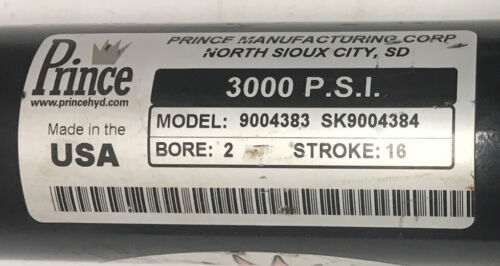 PRINCE MANUFACTURING CORP
NORTH SIOUX CITY, SD
Prince
www.princehyd.com
3000 P.S.I.
Made in the
USA
MODEL: 9004383 SK9004384
BORE: 2 STROKE: 16